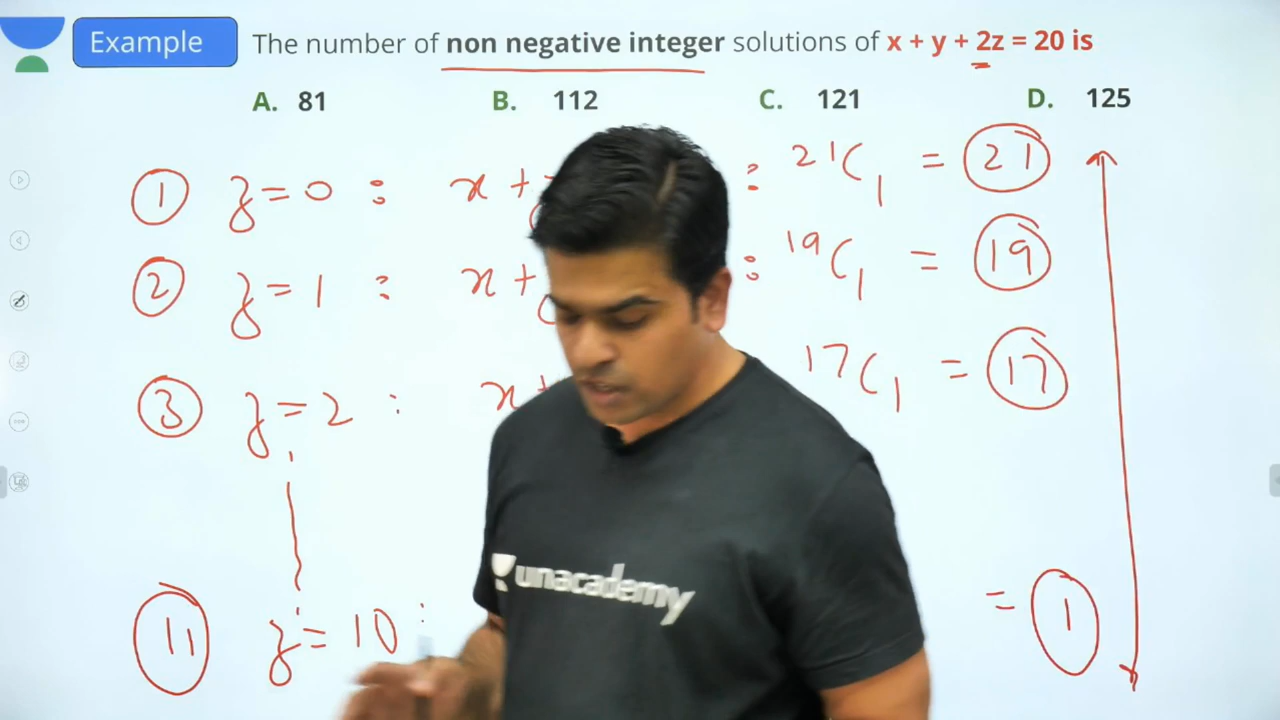 Example The number of non negative integer solutions of x + y + 2z = 20 is
A. 81 B. 112 C. 121 D. 125
① z = 0 : x + : ²¹C₁ = 21
② z = 1 : x + : ¹⁹C₁ = 19
③ z = 2 : x + ¹⁷C₁ = 17
⑪ z = 10 : = 1
unacademy